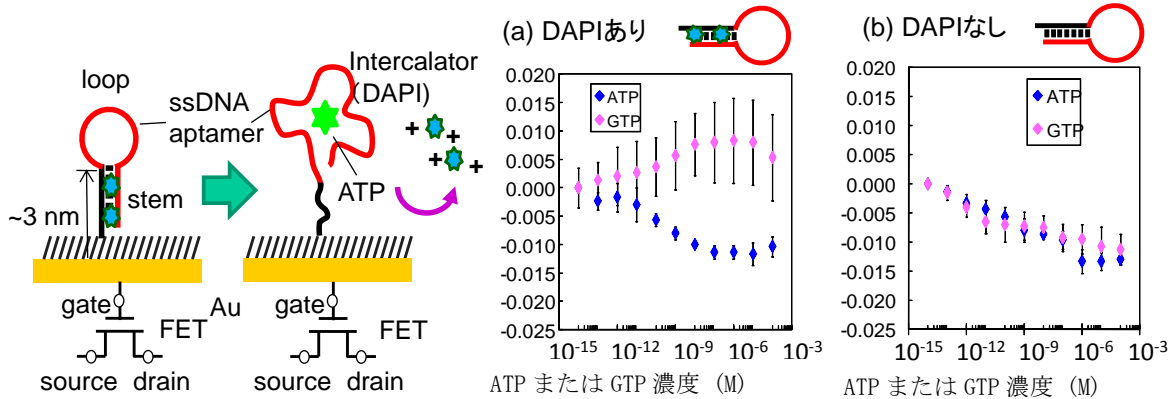 loop
ssDNA
aptamer
Intercalator
(DAPI)
+
+
+
+
ATP
stem
~3 nm
gate
Au
FET
source drain
gate
FET
source drain
(a) DAPIあり
0.020
0.015
0.010
0.005
0.000
-0.005
-0.010
-0.015
-0.020
-0.025
ATP
GTP
10-15 10-12 10-9 10-6 10-3
ATP または GTP 濃度 (M)
(b) DAPIなし
0.020
0.015
0.010
0.005
0.000
-0.005
-0.010
-0.015
-0.020
-0.025
ATP
GTP
10-15 10-12 10-9 10-6 10-3
ATP または GTP 濃度 (M)